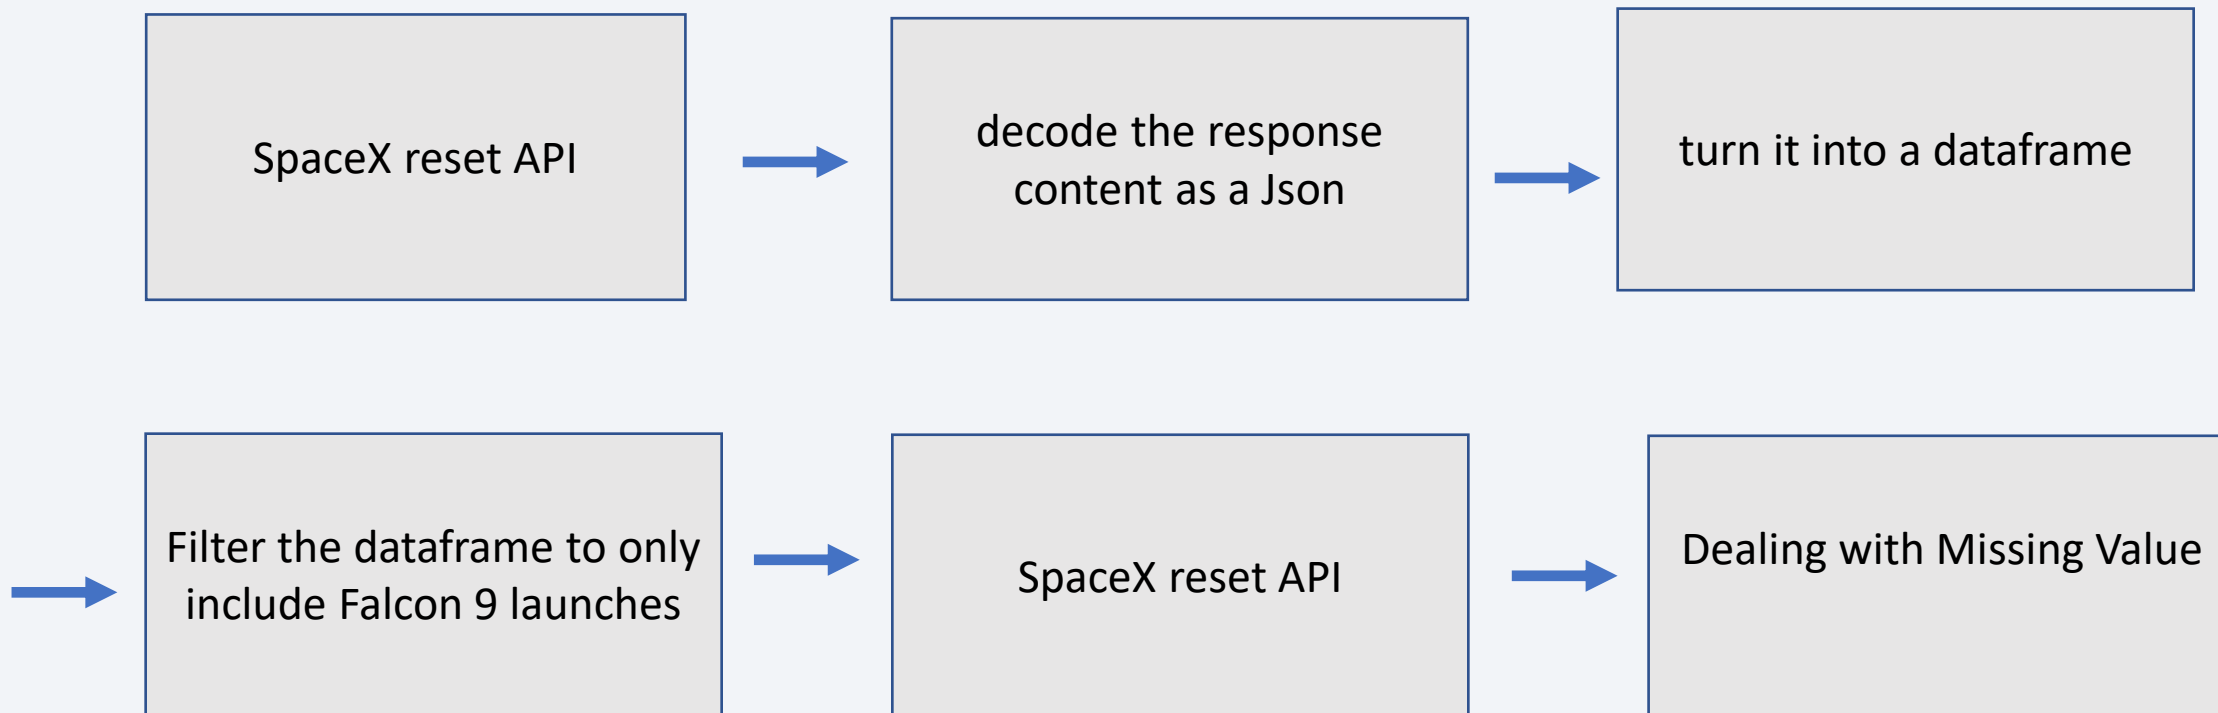 SpaceX reset API
decode the response
content as a Json
turn it into a dataframe
Filter the dataframe to only
include Falcon 9 launches
SpaceX reset API
Dealing with Missing Value